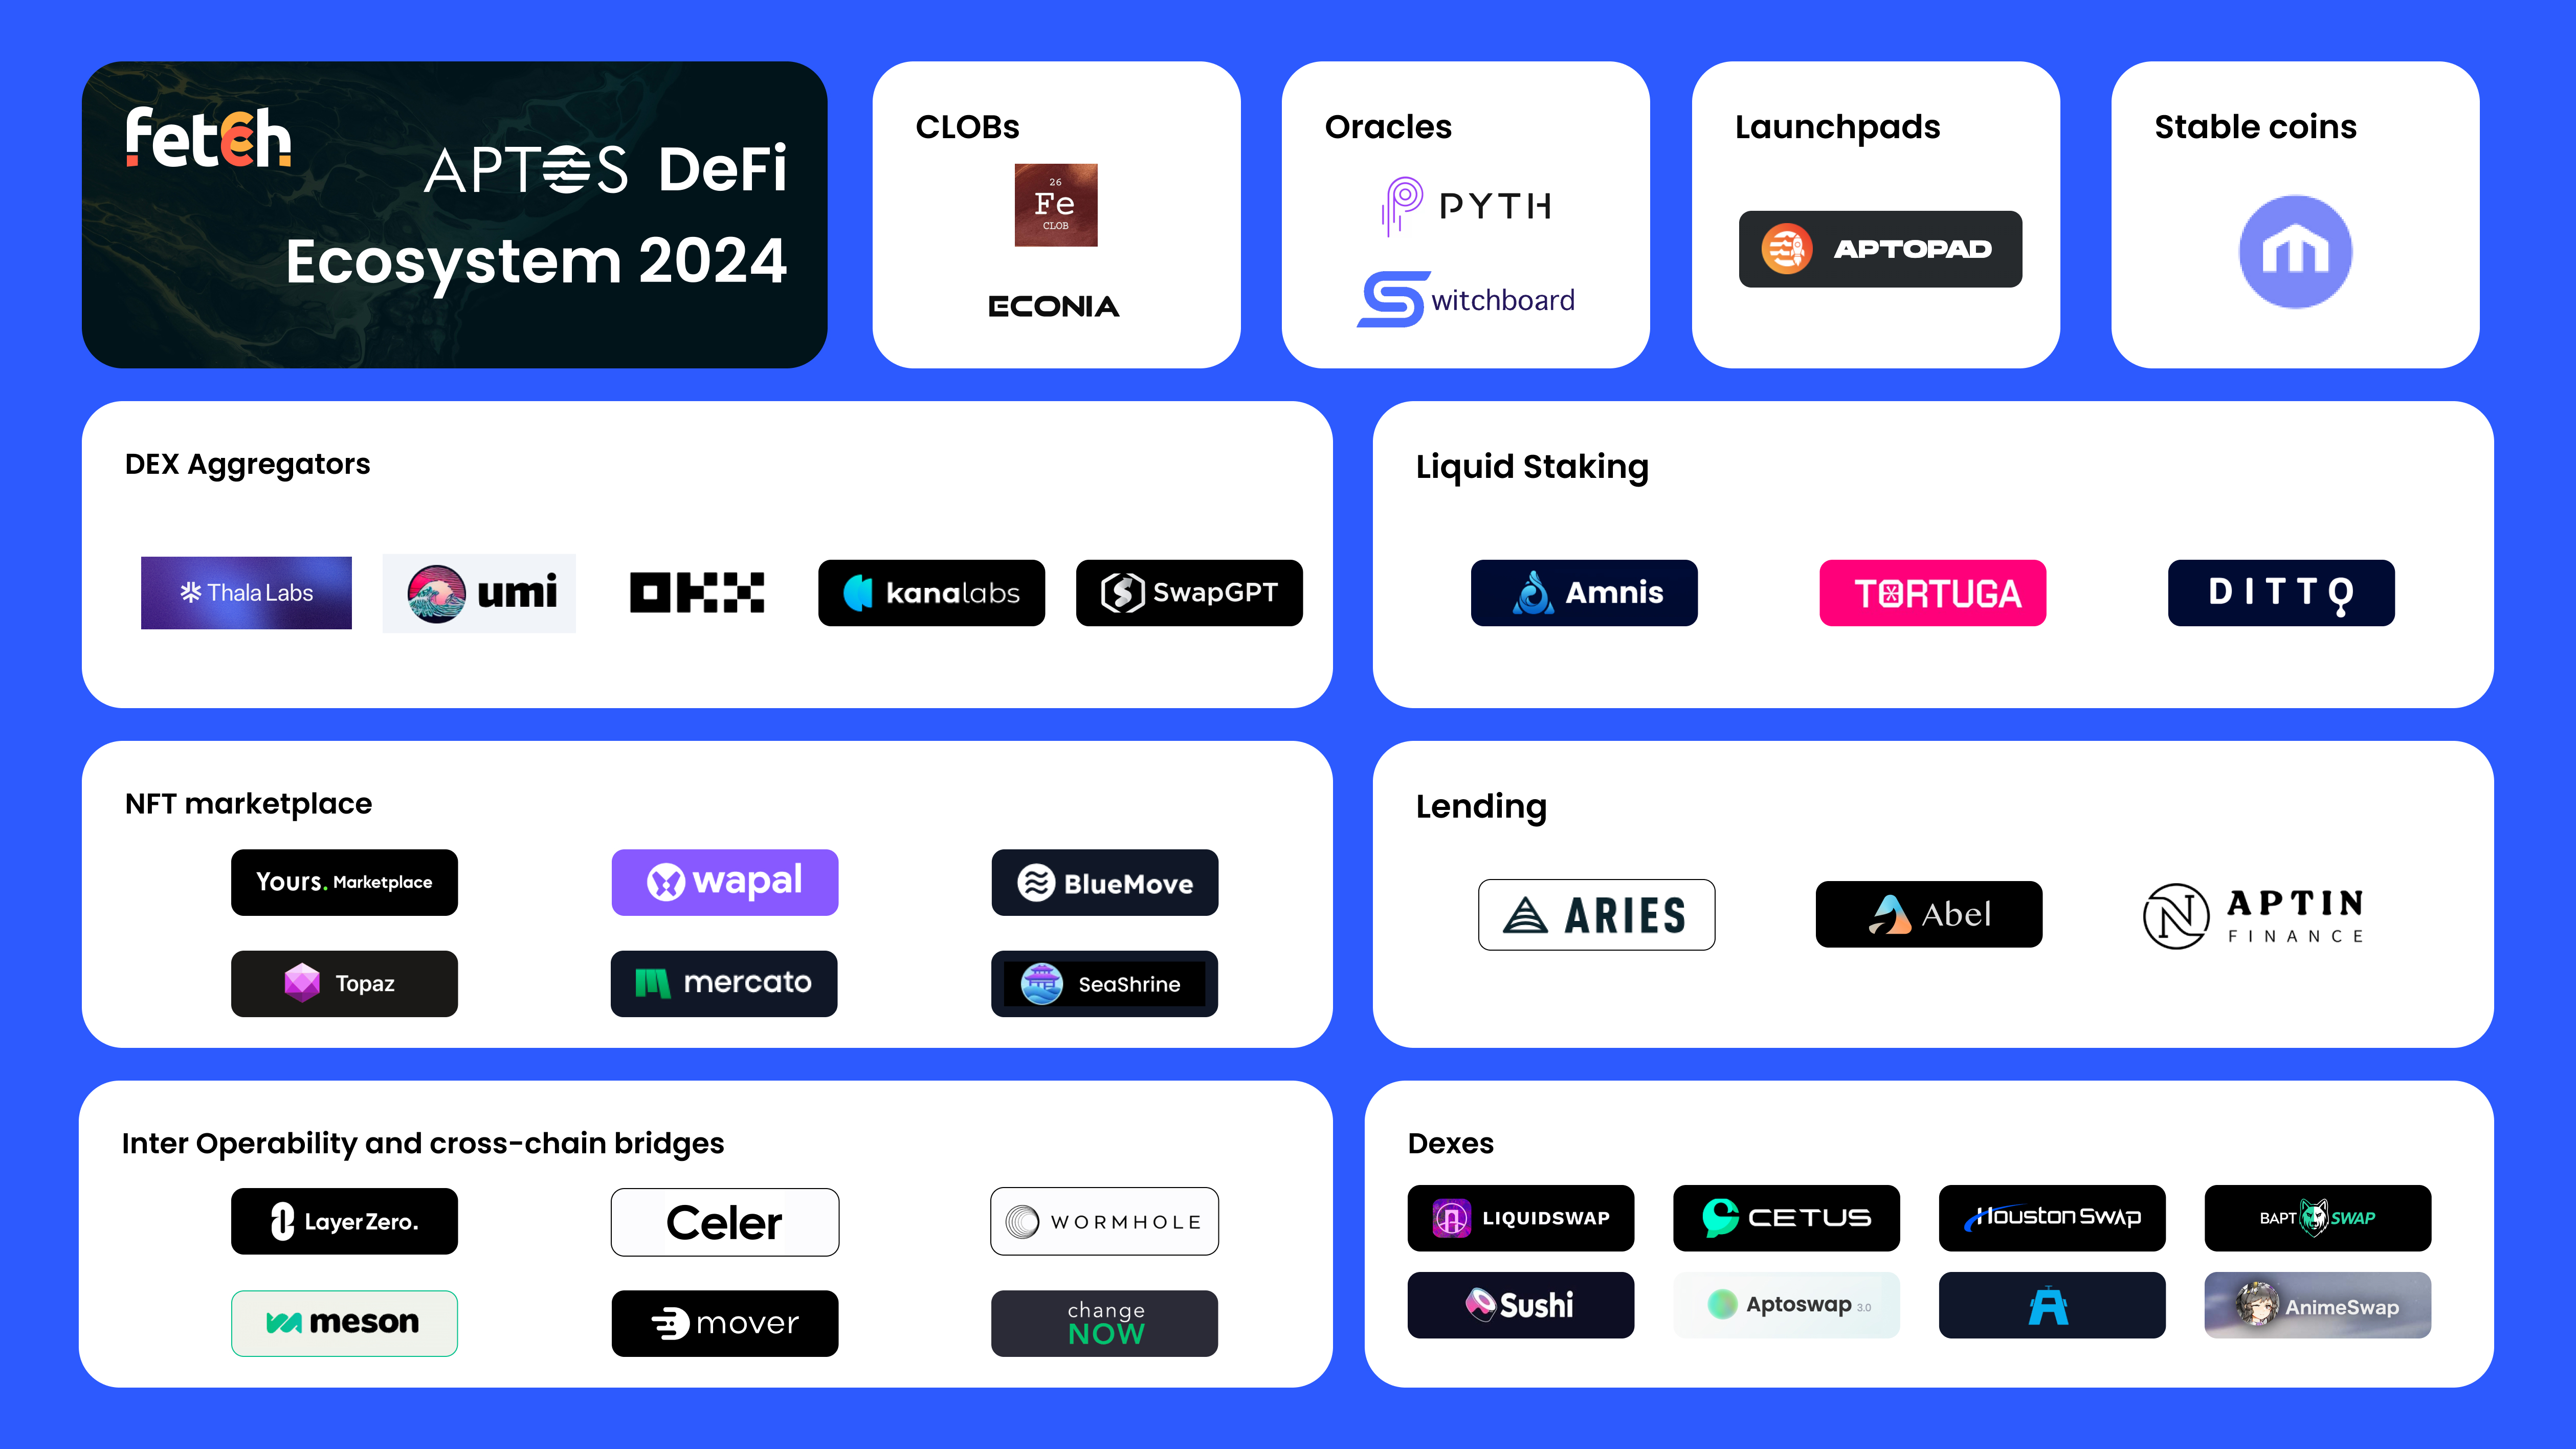 fetch
APTOS DeFi
Ecosystem 2024
CLOBs
26
Fe
CLOB
ECONIA
Oracles
PYTH
Switchboard
Launchpads
APTOPAD
Stable coins
DEX Aggregators
Thala Labs
umi
OKX
kanalabs
SwapGPT
Liquid Staking
Amnis
TORTUGA
DITTO
NFT marketplace
Yours. Marketplace
wapal
BlueMove
Topaz
mercato
SeaShrine
Lending
ARIES
Abel
APTIN
FINANCE
Inter Operability and cross-chain bridges
LayerZero.
Celer
WORMHOLE
meson
mover
change
NOW
Dexes
LIQUIDSWAP
CETUS
Houston Swap
BAPT SWAP
Sushi
Aptoswap 3.0
AnimeSwap